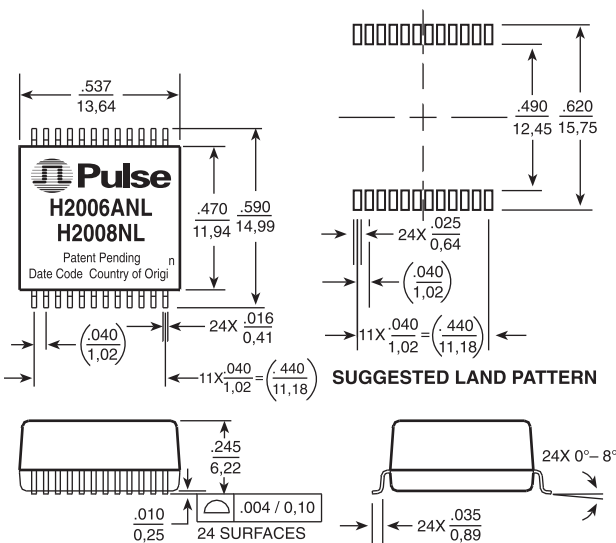 .537
13,64
.490
12,45
.620
15,75
Pulse
H2006ANL
H2008NL
Patent Pending
Date Code Country of Origi
n
.470
11,94
.590
14,99
24X .025
0,64
(.040
1,02)
24X .016
0,41
(.040
1,02)
11X .040
1,02 = (.440
11,18)
11X .040
1,02 = (.440
11,18)
SUGGESTED LAND PATTERN
.245
6,22
24X 0°– 8°
.004 / 0,10
.010
0,25
24 SURFACES
24X .035
0,89